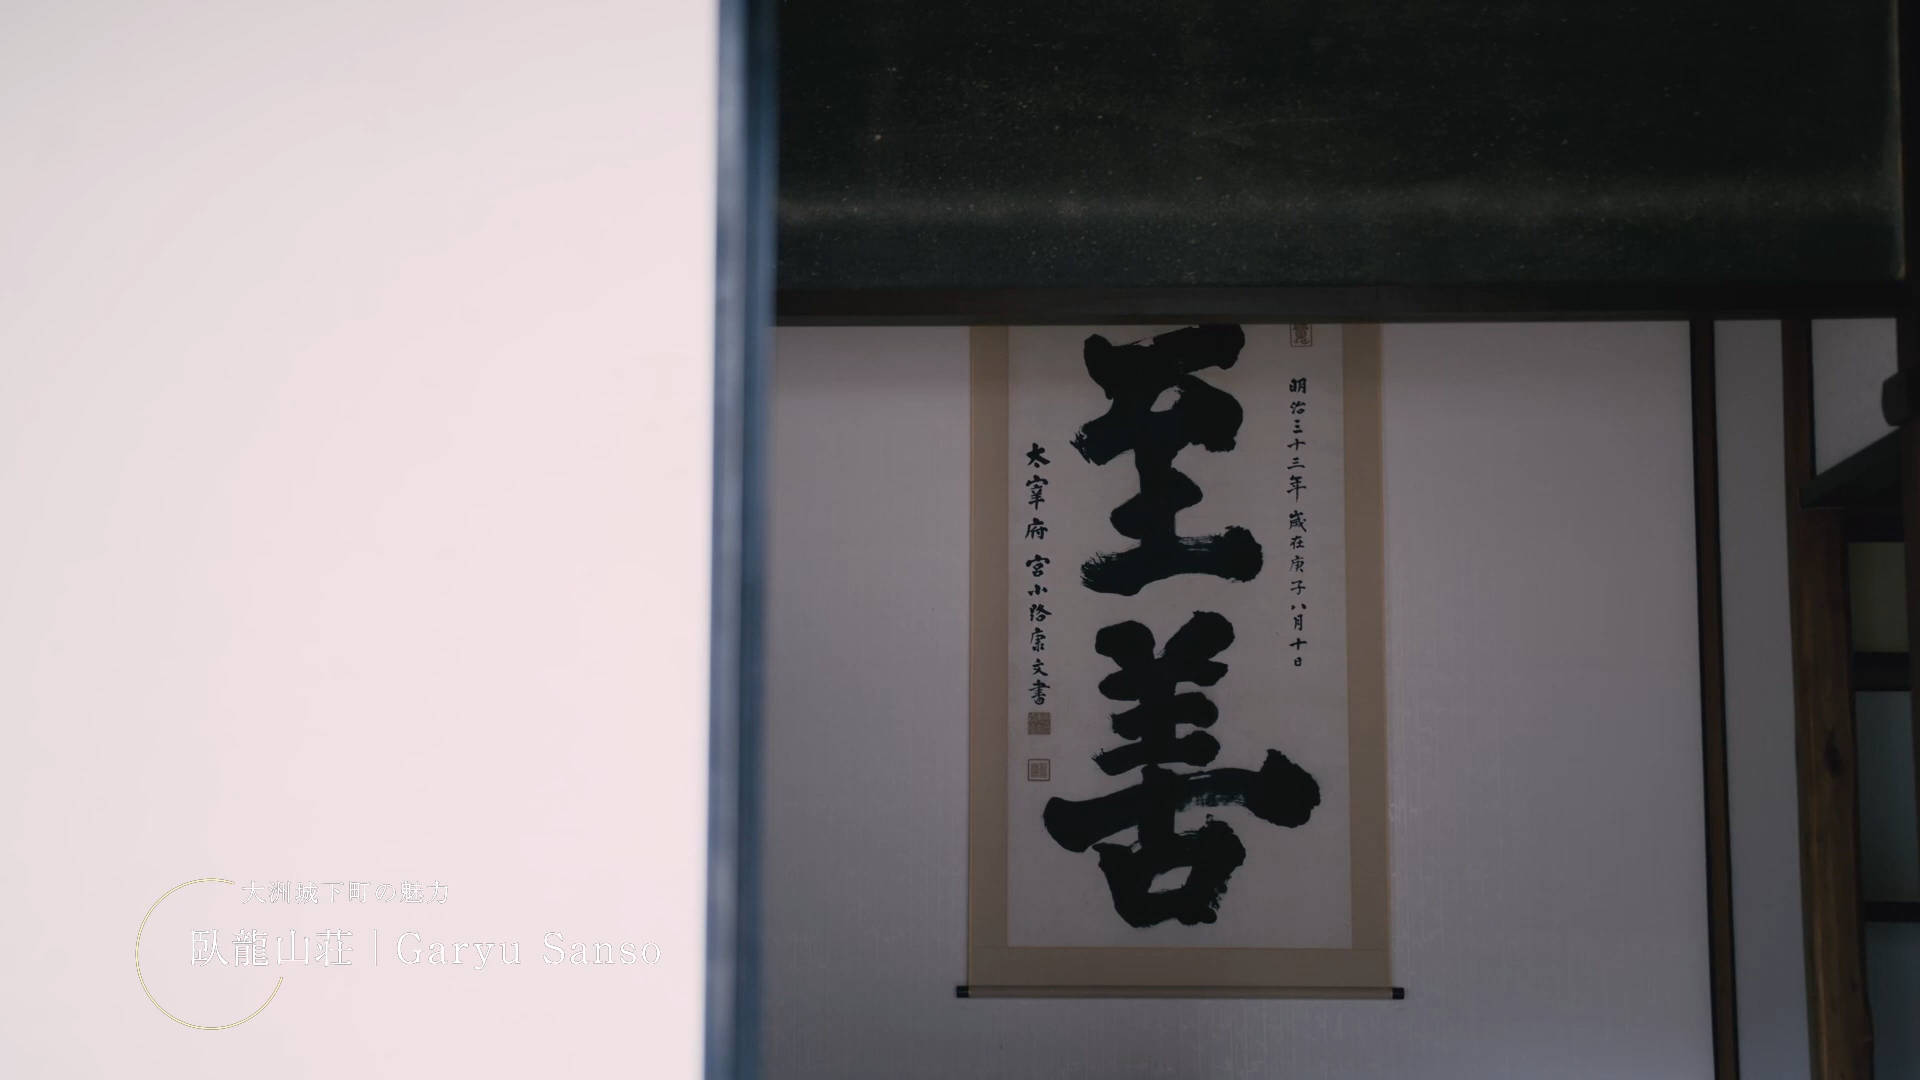 明治三十三年歳在庚子八月十日
至善
太宰府 宮小路康文書
大洲城下町の魅力
臥龍山荘 | Garyu Sanso